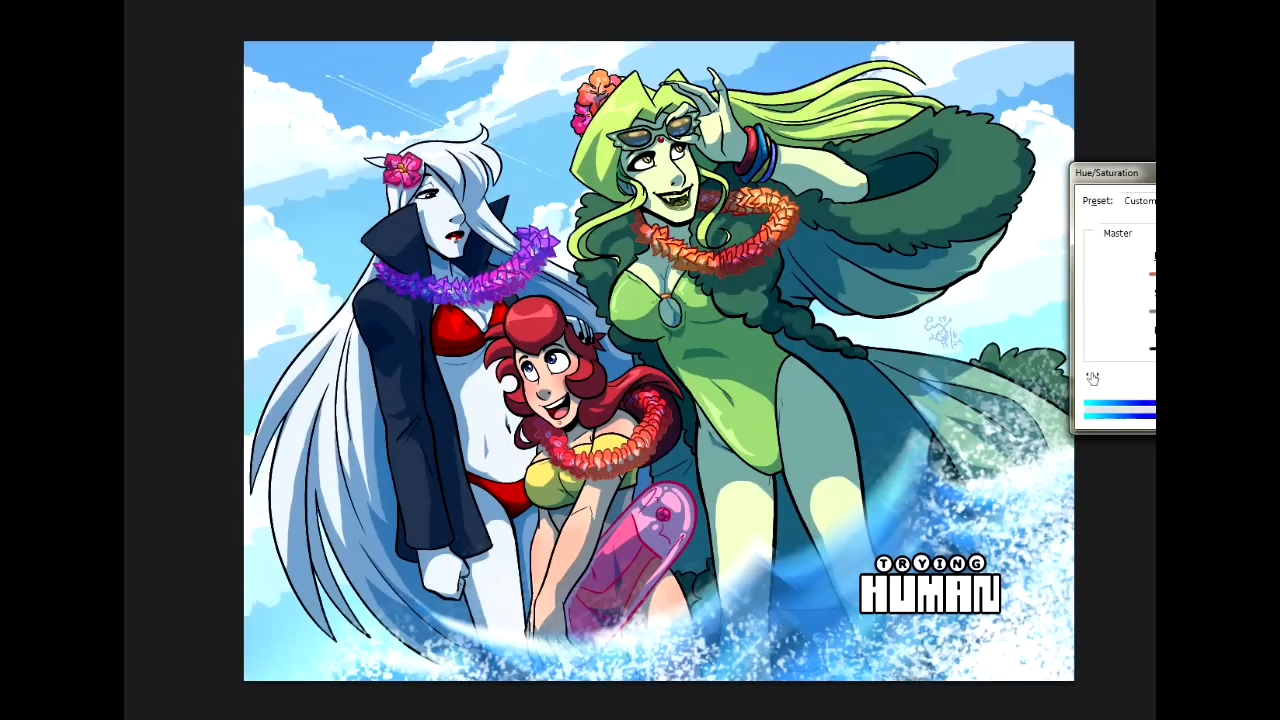 Hue/Saturation
Preset: Custom
Master
TRYING
HUMAN